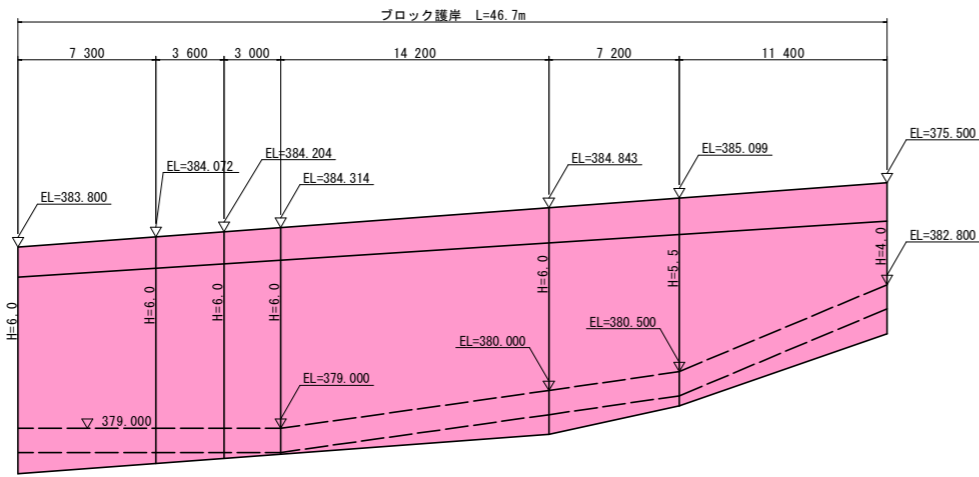 ブロック護岸 L=46.7m
7 300
3 600
3 000
14 200
7 200
11 400
EL=375.500
EL=385.099
EL=384.204
EL=384.843
EL=384.072
EL=384.314
EL=383.800
EL=382.800
H=6.0
H=6.0
H=6.0
H=6.0
H=6.0
H=5.5
H=4.0
EL=380.500
EL=380.000
EL=379.000
379.000